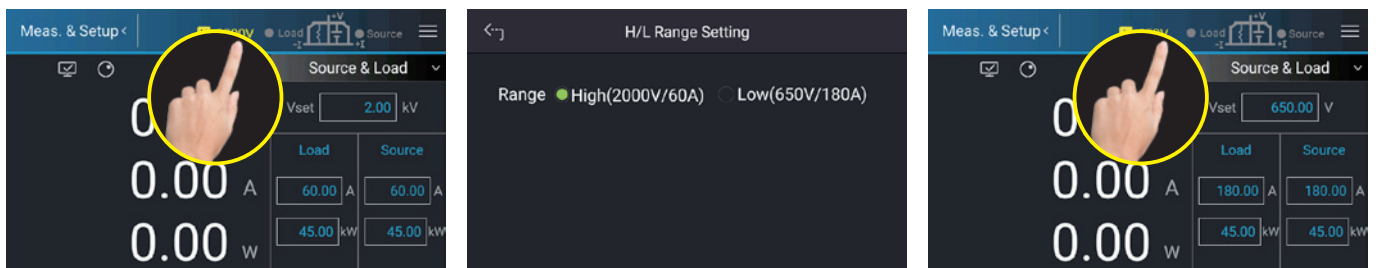 Meas. & Setup<
Load
+V
-I
+I
Source
Source & Load
Vset 2.00 kV
Load Source
0.00 A
60.00 A 60.00 A
0.00 W
45.00 kW 45.00 kW
H/L Range Setting
Range High(2000V/60A) Low(650V/180A)
Meas. & Setup<
Load
+V
-I
+I
Source
Source & Load
Vset 650.00 V
Load Source
0.00 A
180.00 A 180.00 A
0.00 W
45.00 kW 45.00 kW